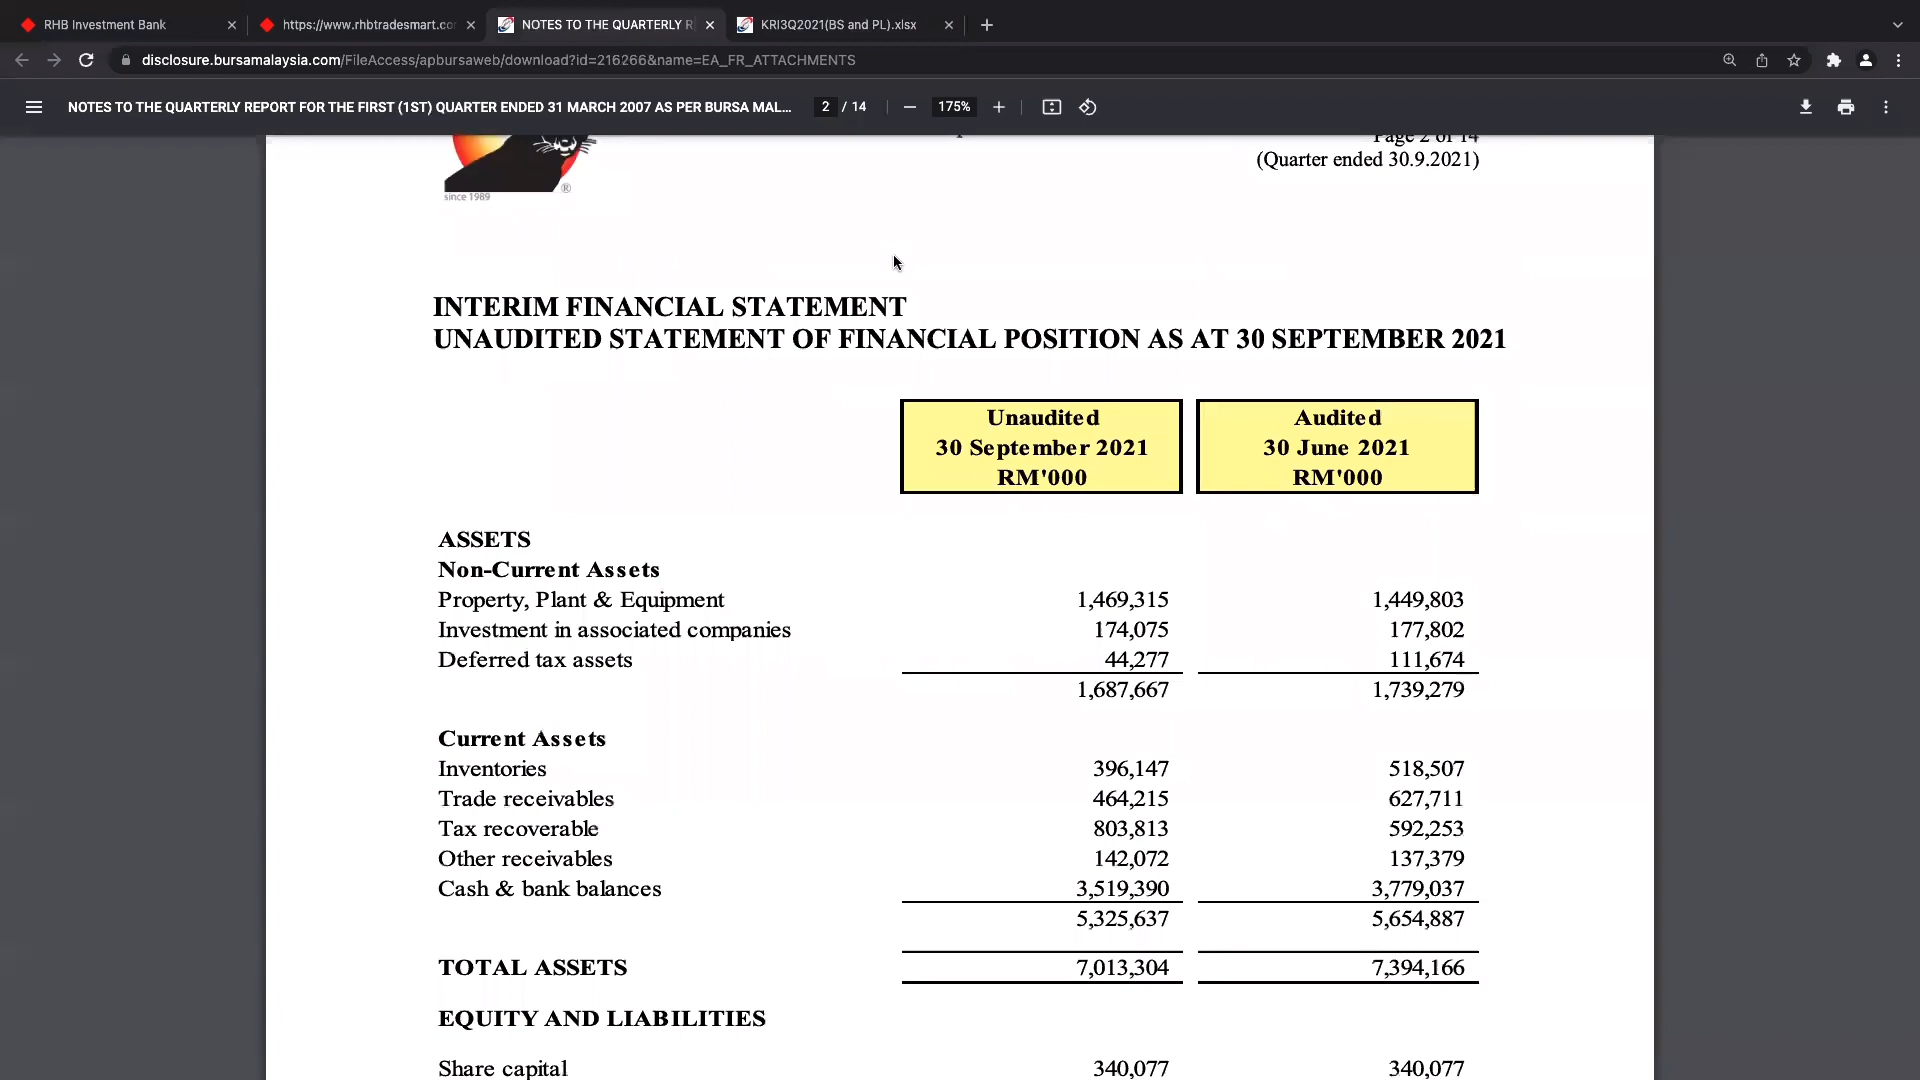 RHB Investment Bank
https://www.rhbtradesmart.co
NOTES TO THE QUARTERLY R
KRI3Q2021(BS and PL).xlsx
disclosure.bursamalaysia.com/FileAccess/apbursaweb/download?id=216266&name=EA_FR_ATTACHMENTS
NOTES TO THE QUARTERLY REPORT FOR THE FIRST (1ST) QUARTER ENDED 31 MARCH 2007 AS PER BURSA MAL... 2 / 14 175%
Page 2 of 14
(Quarter ended 30.9.2021)
®
since 1989
INTERIM FINANCIAL STATEMENT
UNAUDITED STATEMENT OF FINANCIAL POSITION AS AT 30 SEPTEMBER 2021
Unaudited Audited
30 September 2021 30 June 2021
RM'000 RM'000
ASSETS
Non-Current Assets
Property, Plant & Equipment 1,469,315 1,449,803
Investment in associated companies 174,075 177,802
Deferred tax assets 44,277 111,674
1,687,667 1,739,279
Current Assets
Inventories 396,147 518,507
Trade receivables 464,215 627,711
Tax recoverable 803,813 592,253
Other receivables 142,072 137,379
Cash & bank balances 3,519,390 3,779,037
5,325,637 5,654,887
TOTAL ASSETS 7,013,304 7,394,166
EQUITY AND LIABILITIES
Share capital 340,077 340,077